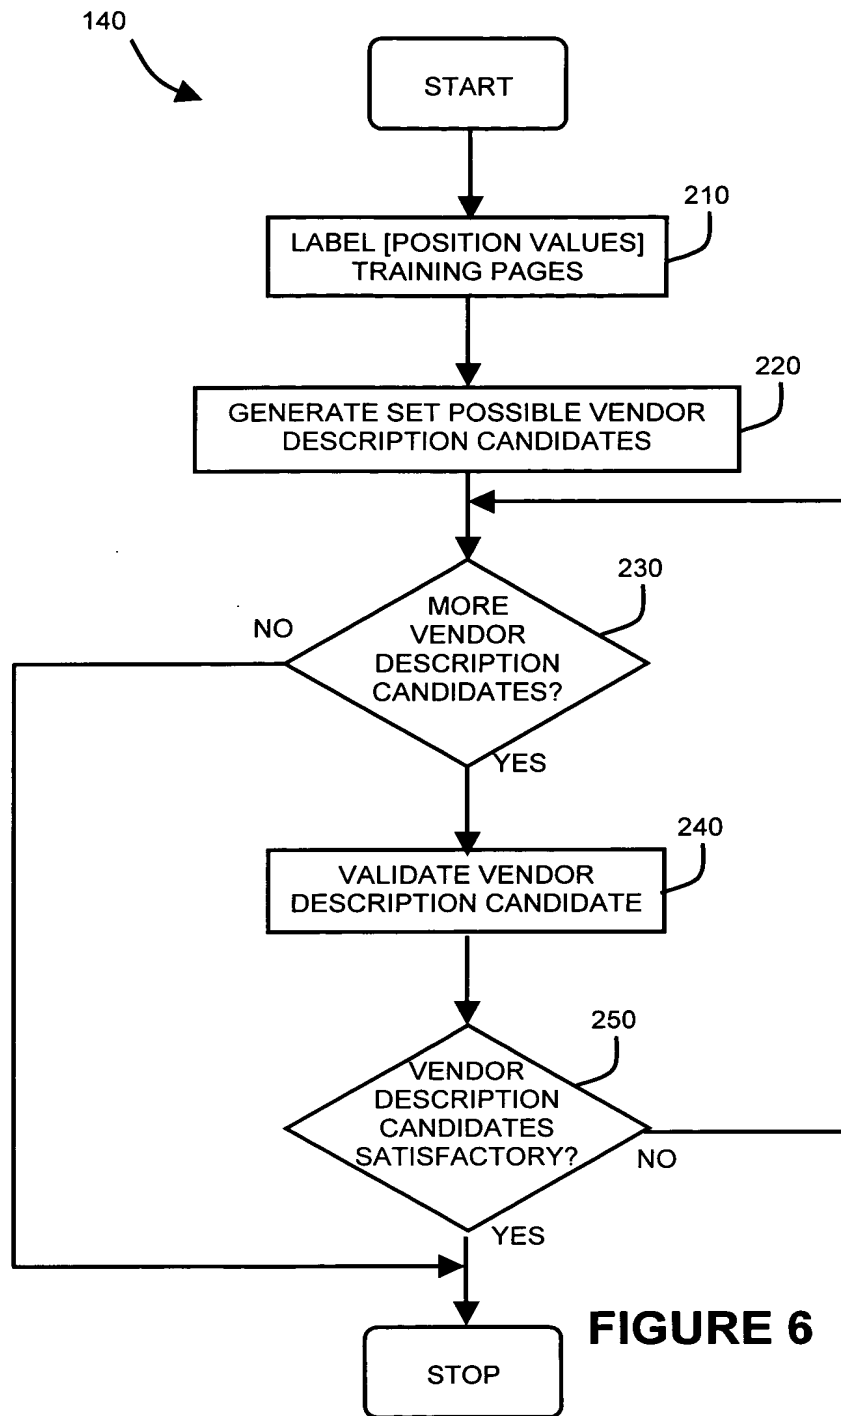 140
START
210
LABEL [POSITION VALUES]
TRAINING PAGES
220
GENERATE SET POSSIBLE VENDOR
DESCRIPTION CANDIDATES
230
NO
MORE
VENDOR
DESCRIPTION
CANDIDATES?
YES
240
VALIDATE VENDOR
DESCRIPTION CANDIDATE
250
VENDOR
DESCRIPTION
CANDIDATES
SATISFACTORY?
NO
YES
FIGURE 6
STOP